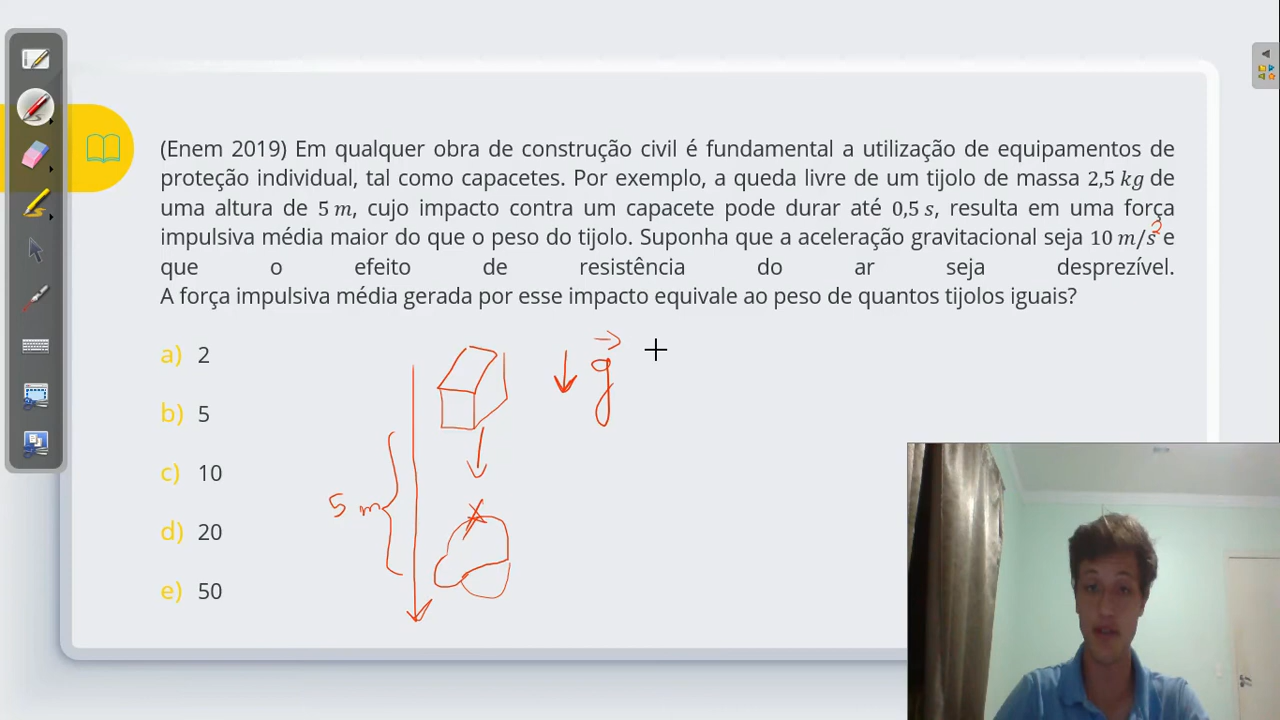 (Enem 2019) Em qualquer obra de construção civil é fundamental a utilização de equipamentos de
proteção individual, tal como capacetes. Por exemplo, a queda livre de um tijolo de massa 2,5 kg de
uma altura de 5 m, cujo impacto contra um capacete pode durar até 0,5 s, resulta em uma força
impulsiva média maior do que o peso do tijolo. Suponha que a aceleração gravitacional seja 10 m/s² e
que o efeito de resistência do ar seja desprezível.
A força impulsiva média gerada por esse impacto equivale ao peso de quantos tijolos iguais?
a) 2
b) 5
c) 10
d) 20
e) 50
g
5 m